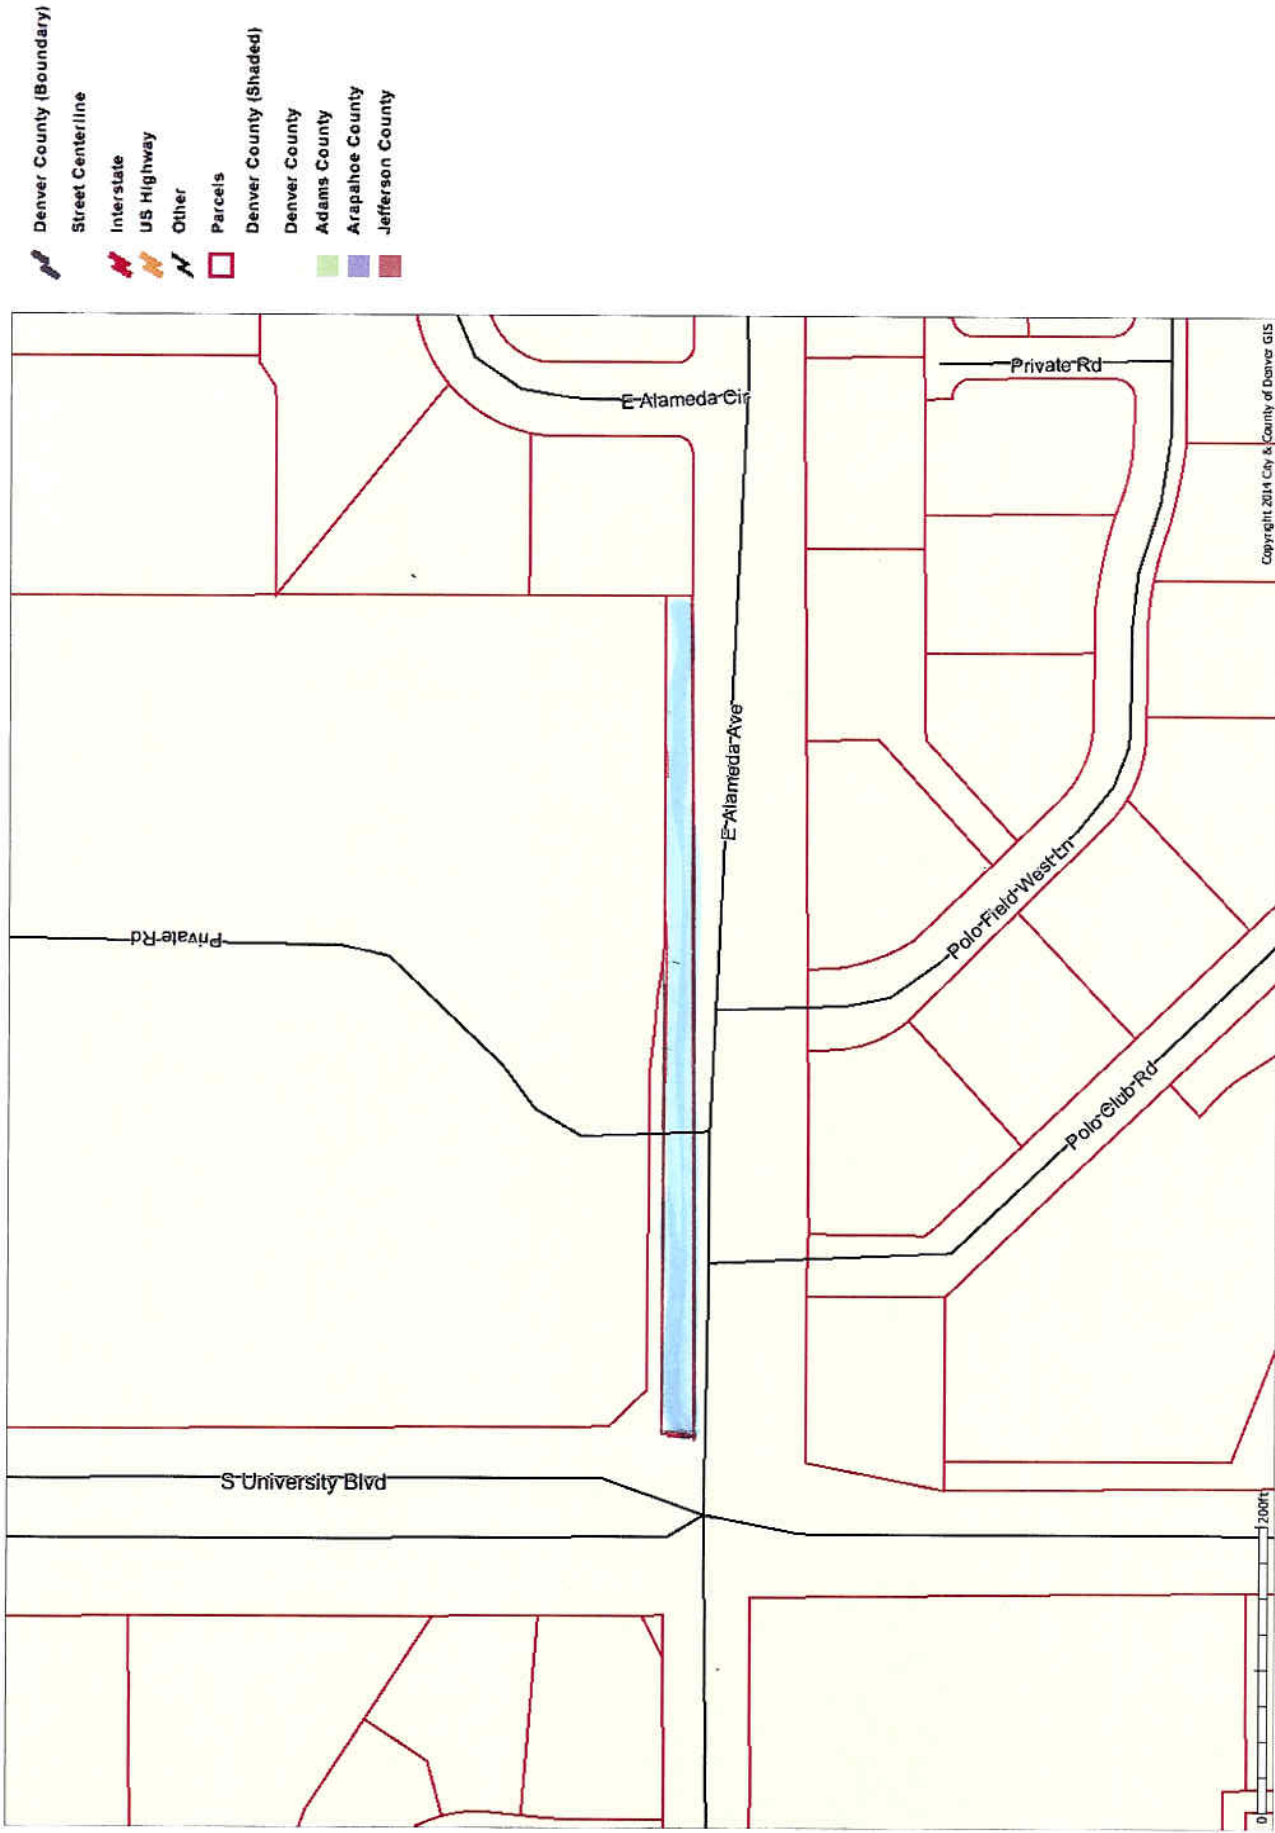 Denver County (Boundary)
Street Centerline
Interstate
US Highway
Other
Parcels
Denver County (Shaded)
Denver County
Adams County
Arapahoe County
Jefferson County
Private Rd
E Alameda Cir
Private Rd
E Alameda Ave
Polo Field West Ln
Polo Club Rd
S University Blvd
0
200ft
Copyright 2014 City & County of Denver GIS